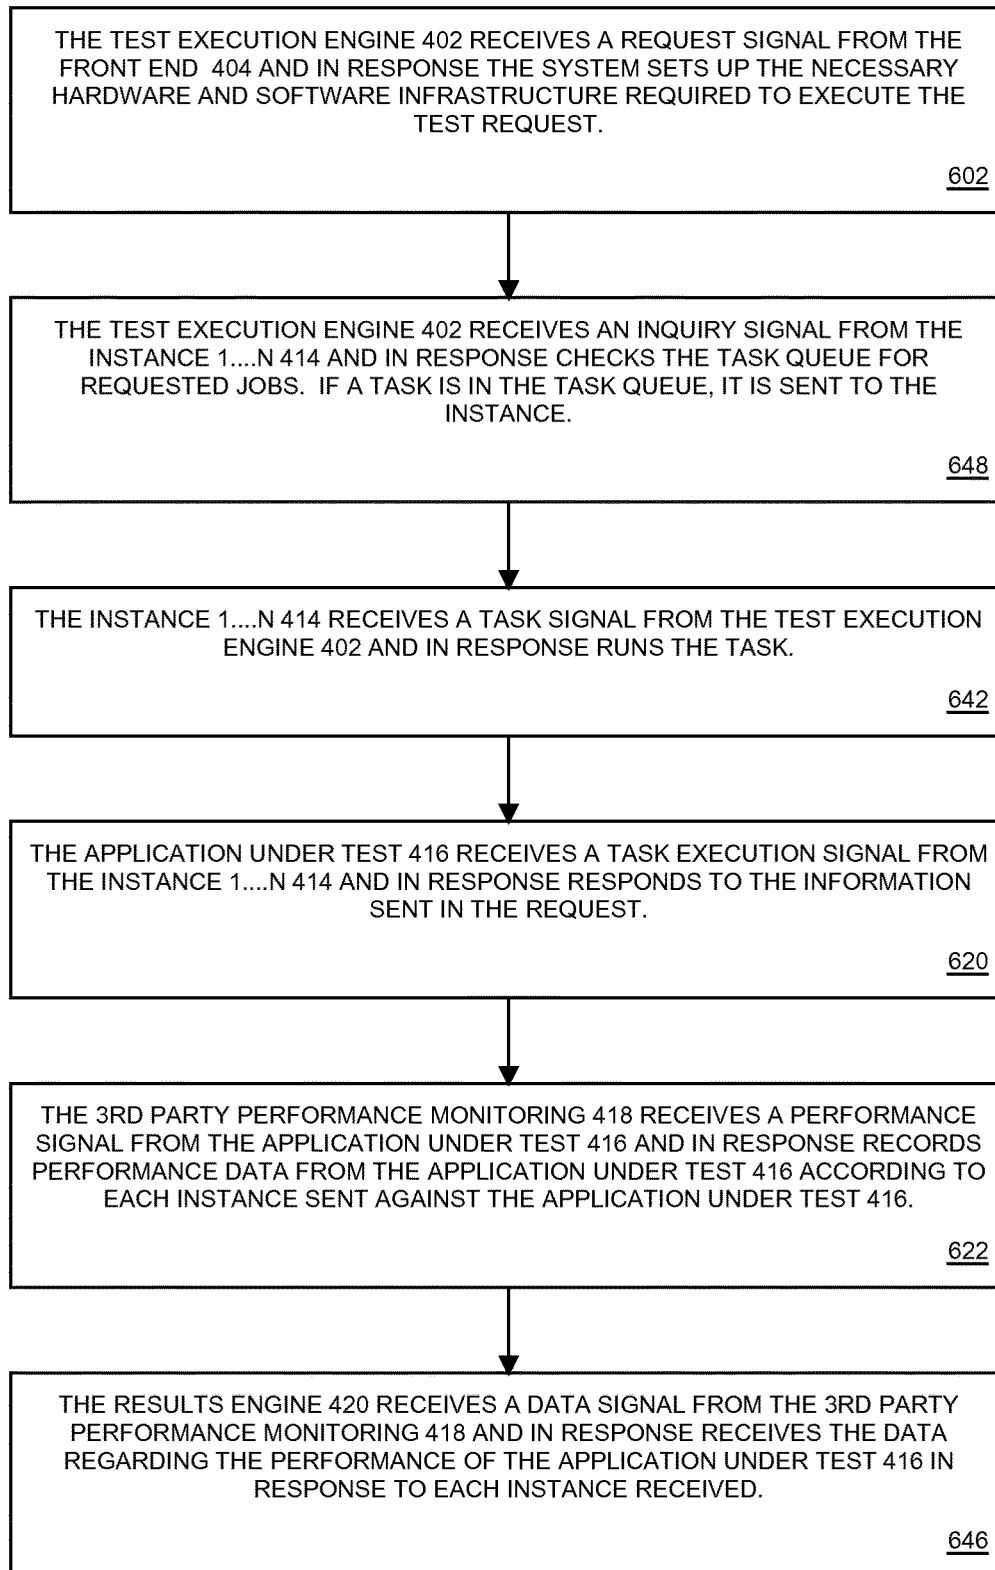 THE TEST EXECUTION ENGINE 402 RECEIVES A REQUEST SIGNAL FROM THE
FRONT END 404 AND IN RESPONSE THE SYSTEM SETS UP THE NECESSARY
HARDWARE AND SOFTWARE INFRASTRUCTURE REQUIRED TO EXECUTE THE
TEST REQUEST.
602
THE TEST EXECUTION ENGINE 402 RECEIVES AN INQUIRY SIGNAL FROM THE
INSTANCE 1....N 414 AND IN RESPONSE CHECKS THE TASK QUEUE FOR
REQUESTED JOBS. IF A TASK IS IN THE TASK QUEUE, IT IS SENT TO THE
INSTANCE.
648
THE INSTANCE 1....N 414 RECEIVES A TASK SIGNAL FROM THE TEST EXECUTION
ENGINE 402 AND IN RESPONSE RUNS THE TASK.
642
THE APPLICATION UNDER TEST 416 RECEIVES A TASK EXECUTION SIGNAL FROM
THE INSTANCE 1....N 414 AND IN RESPONSE RESPONDS TO THE INFORMATION
SENT IN THE REQUEST.
620
THE 3RD PARTY PERFORMANCE MONITORING 418 RECEIVES A PERFORMANCE
SIGNAL FROM THE APPLICATION UNDER TEST 416 AND IN RESPONSE RECORDS
PERFORMANCE DATA FROM THE APPLICATION UNDER TEST 416 ACCORDING TO
EACH INSTANCE SENT AGAINST THE APPLICATION UNDER TEST 416.
622
THE RESULTS ENGINE 420 RECEIVES A DATA SIGNAL FROM THE 3RD PARTY
PERFORMANCE MONITORING 418 AND IN RESPONSE RECEIVES THE DATA
REGARDING THE PERFORMANCE OF THE APPLICATION UNDER TEST 416 IN
RESPONSE TO EACH INSTANCE RECEIVED.
646